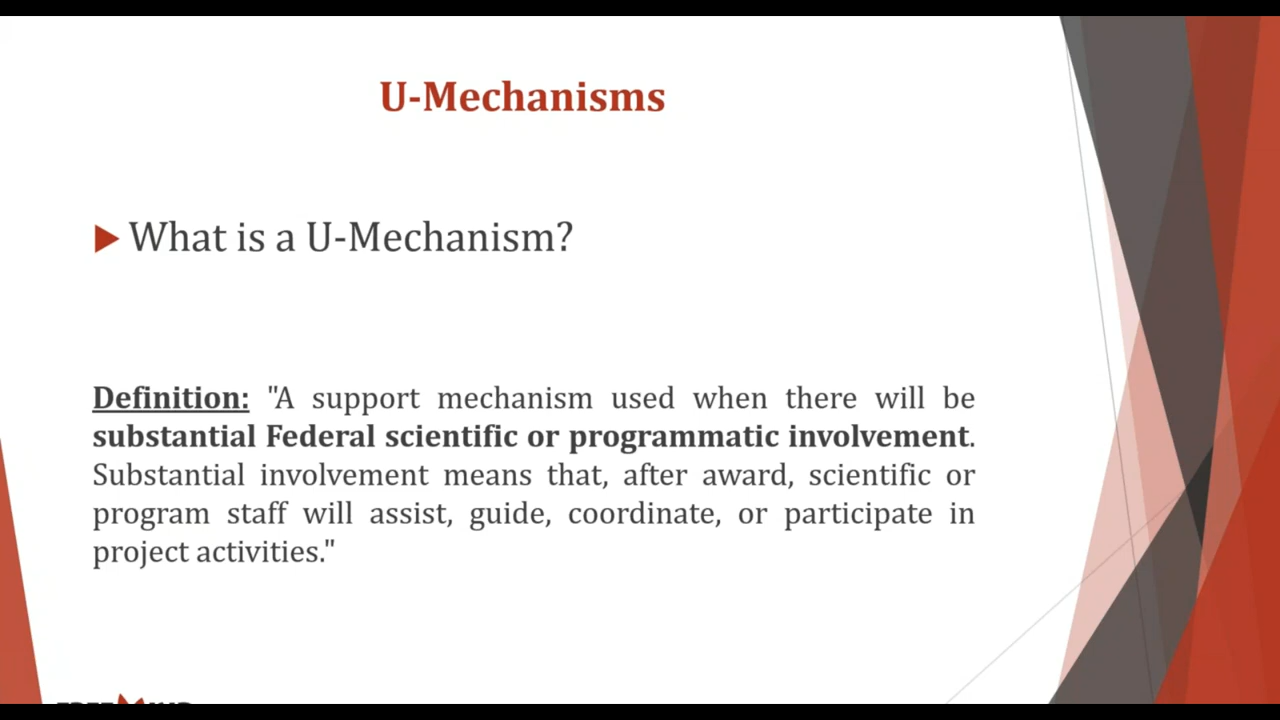 U-Mechanisms
What is a U-Mechanism?
Definition: "A support mechanism used when there will be
substantial Federal scientific or programmatic involvement.
Substantial involvement means that, after award, scientific or
program staff will assist, guide, coordinate, or participate in
project activities."